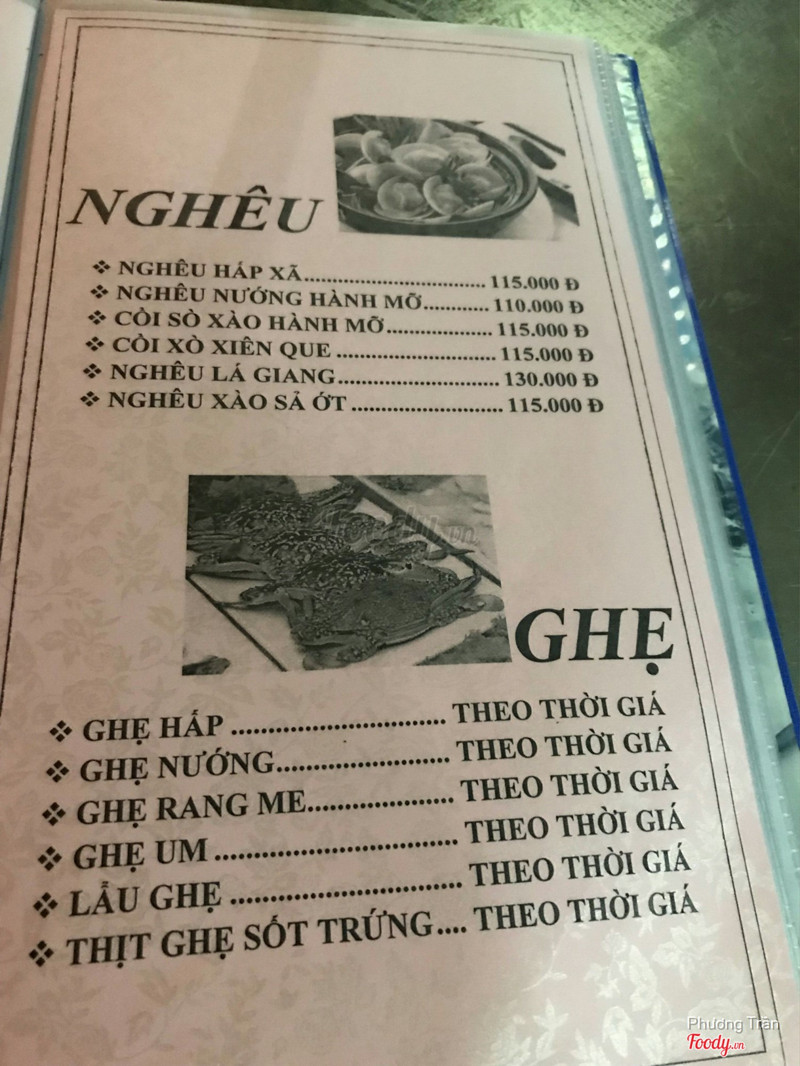 NGHÊU
❖ NGHÊU HẤP XÃ.................................. 115.000 Đ
❖ NGHÊU NƯỚNG HÀNH MỠ............ 110.000 Đ
❖ CÒI SÒ XÀO HÀNH MỠ................... 115.000 Đ
❖ CÒI XÒ XIÊN QUE ............................ 115.000 Đ
❖ NGHÊU LÁ GIANG............................ 130.000 Đ
❖ NGHÊU XÀO SẢ ỚT .......................... 115.000 Đ
GHẸ
❖ GHẸ HẤP ................................ THEO THỜI GIÁ
❖ GHẸ NƯỚNG.......................... THEO THỜI GIÁ
❖ GHẸ RANG ME...................... THEO THỜI GIÁ
❖ GHẸ UM ................................... THEO THỜI GIÁ
❖ LẨU GHẸ ................................. THEO THỜI GIÁ
❖ THỊT GHẸ SỐT TRỨNG.... THEO THỜI GIÁ
Phương Trân
Foody.vn